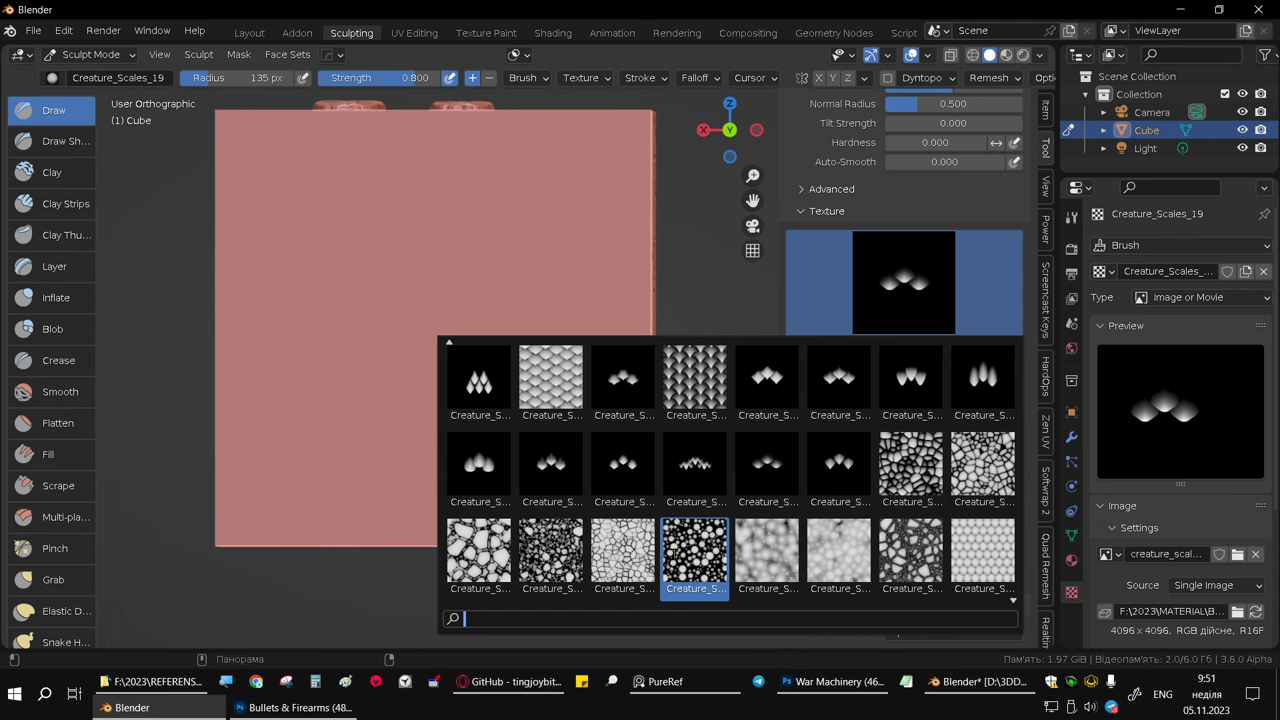 Blender
File Edit Render Window Help Layout Adon Sculpting UV Editing Texture Paint Shading Animation Rendering Compositing Geometry Nodes Script Scene ViewLayer
Sculpt Mode View Sculpt Mask Face Sets
Creature_Scales_19 Radius 135 px Strength 0.800 Brush Texture Stroke Falloff Cursor X Y Z Dyntopo Remesh Opti
Draw
Draw Sh...
Clay
Clay Strips
Clay Thu...
Layer
Inflate
Blob
Crease
Smooth
Flatten
Fill
Scrape
Multi-pla...
Pinch
Grab
Elastic D...
Snake H...
User Orthographic
(1) Cube
Z
X
Y
Normal Radius 0.500
Tilt Strength 0.000
Hardness 0.000
Auto-Smooth 0.000
Advanced
Texture
Creature_S... Creature_S... Creature_S... Creature_S... Creature_S... Creature_S... Creature_S... Creature_S...
Creature_S... Creature_S... Creature_S... Creature_S... Creature_S... Creature_S... Creature_S... Creature_S...
Creature_S... Creature_S... Creature_S... Creature_S... Creature_S... Creature_S... Creature_S... Creature_S...
Item
Tool
View
Power
Screencast Keys
HardOps
Zen UV
Softwrap 2
Quad Remesh
Realtin
Scene Collection
Collection
Camera
Cube
Light
Creature_Scales_19
Brush
Creature_Scales_...
Type Image or Movie
Preview
Image
Settings
creature_scal...
Source Single Image
F:\2023\MATERIAL\B...
4096 x 4096, RGB дійсне, R16F
Панорама
Пам'ять: 1.97 GiB | Відеопам'ять: 2.0/6.0 Гб | 3.6.0 Alpha
F:\2023\REFERENS... GitHub - tingjoybit... PureRef War Machinery (46... Blender* [D:\3DD...
Blender Bullets & Firearms (48...
ENG
9:51
неділя
05.11.2023